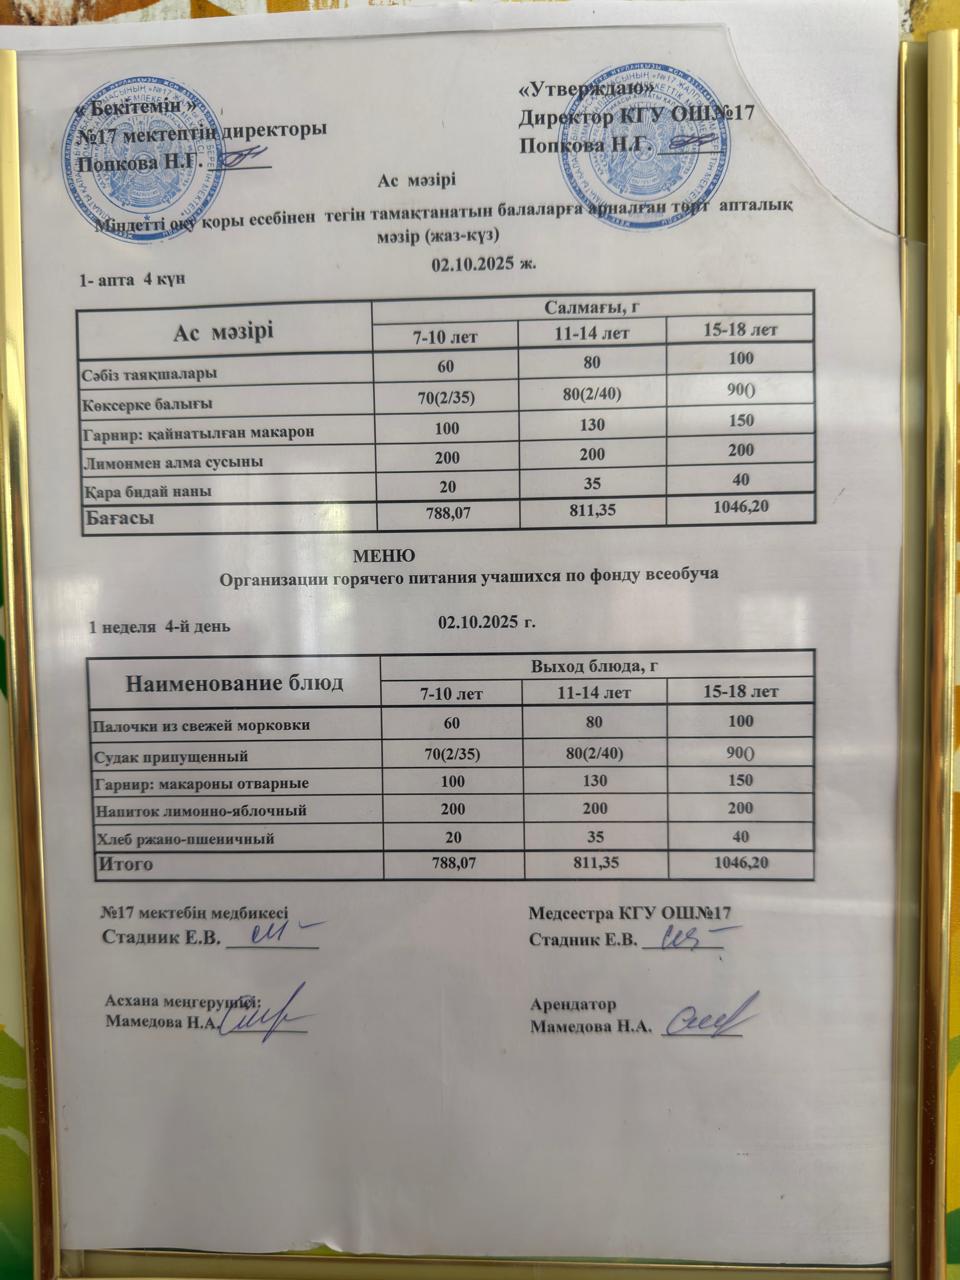 « Бекітемін »
№17 мектептің директоры
Попкова Н.Г.
«Утверждаю»
Директор КГУ ОШ№17
Попкова Н.Г.
Ас мәзірі
Міндетті оқу қоры есебінен тегін тамақтанатын балаларға арналған төрт апталық
мәзір (жаз-күз)
1- апта 4 күн
02.10.2025 ж.
Ас мәзірі Салмағы, г
7-10 лет 11-14 лет 15-18 лет
Сәбіз таяқшалары 60 80 100
Көксерке балығы 70(2/35) 80(2/40) 90()
Гарнир: қайнатылған макарон 100 130 150
Лимонмен алма сусыны 200 200 200
Қара бидай наны 20 35 40
Бағасы 788,07 811,35 1046,20
МЕНЮ
Организации горячего питания учашихся по фонду всеобуча
1 неделя 4-й день
02.10.2025 г.
Наименование блюд Выход блюда, г
7-10 лет 11-14 лет 15-18 лет
Палочки из свежей морковки 60 80 100
Судак припущенный 70(2/35) 80(2/40) 90()
Гарнир: макароны отварные 100 130 150
Напиток лимонно-яблочный 200 200 200
Хлеб ржано-пшеничный 20 35 40
Итого 788,07 811,35 1046,20
№17 мектебің медбикесі
Стадник Е.В.
Медсестра КГУ ОШ№17
Стадник Е.В.
Асхана меңгерушісі:
Мамедова Н.А.
Арендатор
Мамедова Н.А.